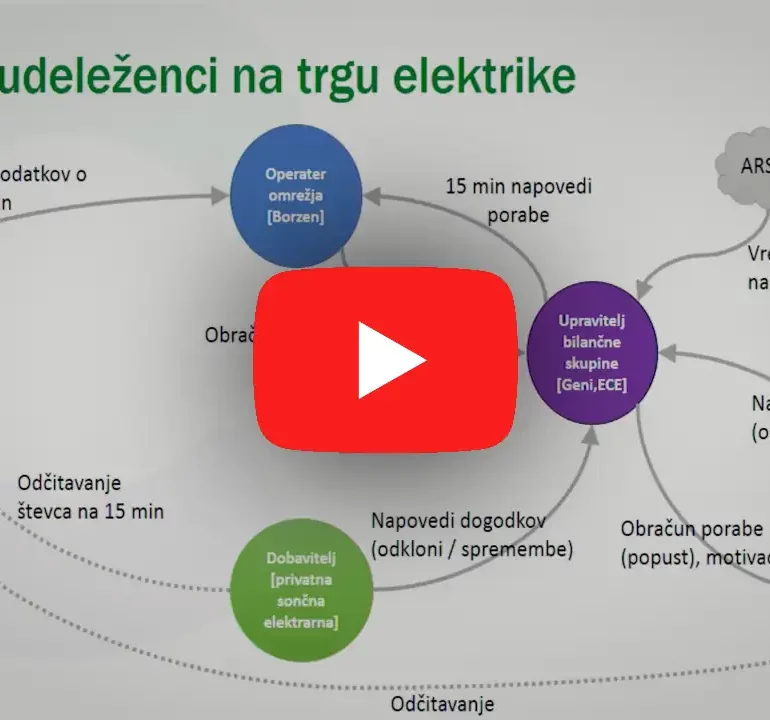 udeleženci na trgu elektrike
odatkov o
n
Operater
omrežja
[Borzen]
15 min napovedi
porabe
ARS
Vre
na
Obrač
Upravitelj
bilančne
skupine
[Geni,ECE]
Na
(o
Odčitavanje
števca na 15 min
Napovedi dogodkov
(odkloni / spremembe)
Obračun porabe
(popust), motivac
Dobavitelj
[privatna
sončna
elektrarna]
Odčitavanje